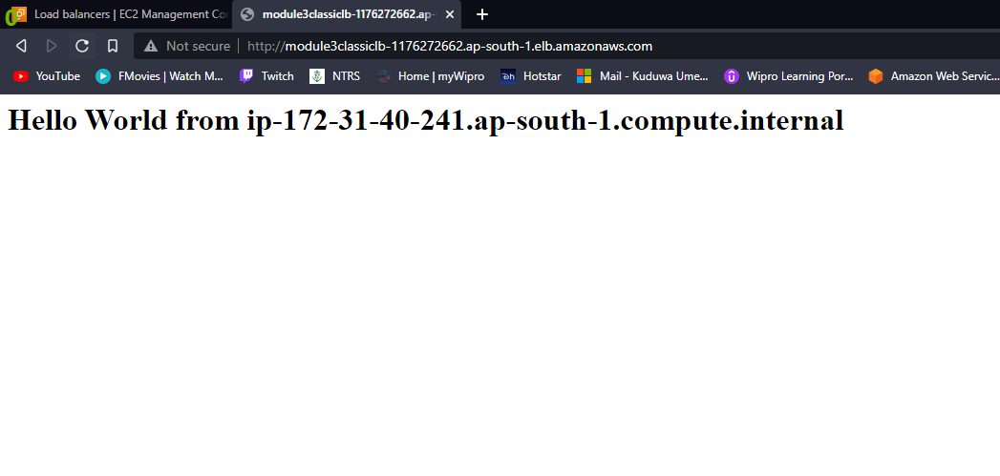 Load balancers | EC2 Management Co
module3classiclb-1176272662.ap-
Not secure http://module3classiclb-1176272662.ap-south-1.elb.amazonaws.com
YouTube FMovies | Watch M... Twitch NTRS Home | myWipro Hotstar Mail - Kuduwa Ume... Wipro Learning Por... Amazon Web Servic...
Hello World from ip-172-31-40-241.ap-south-1.compute.internal